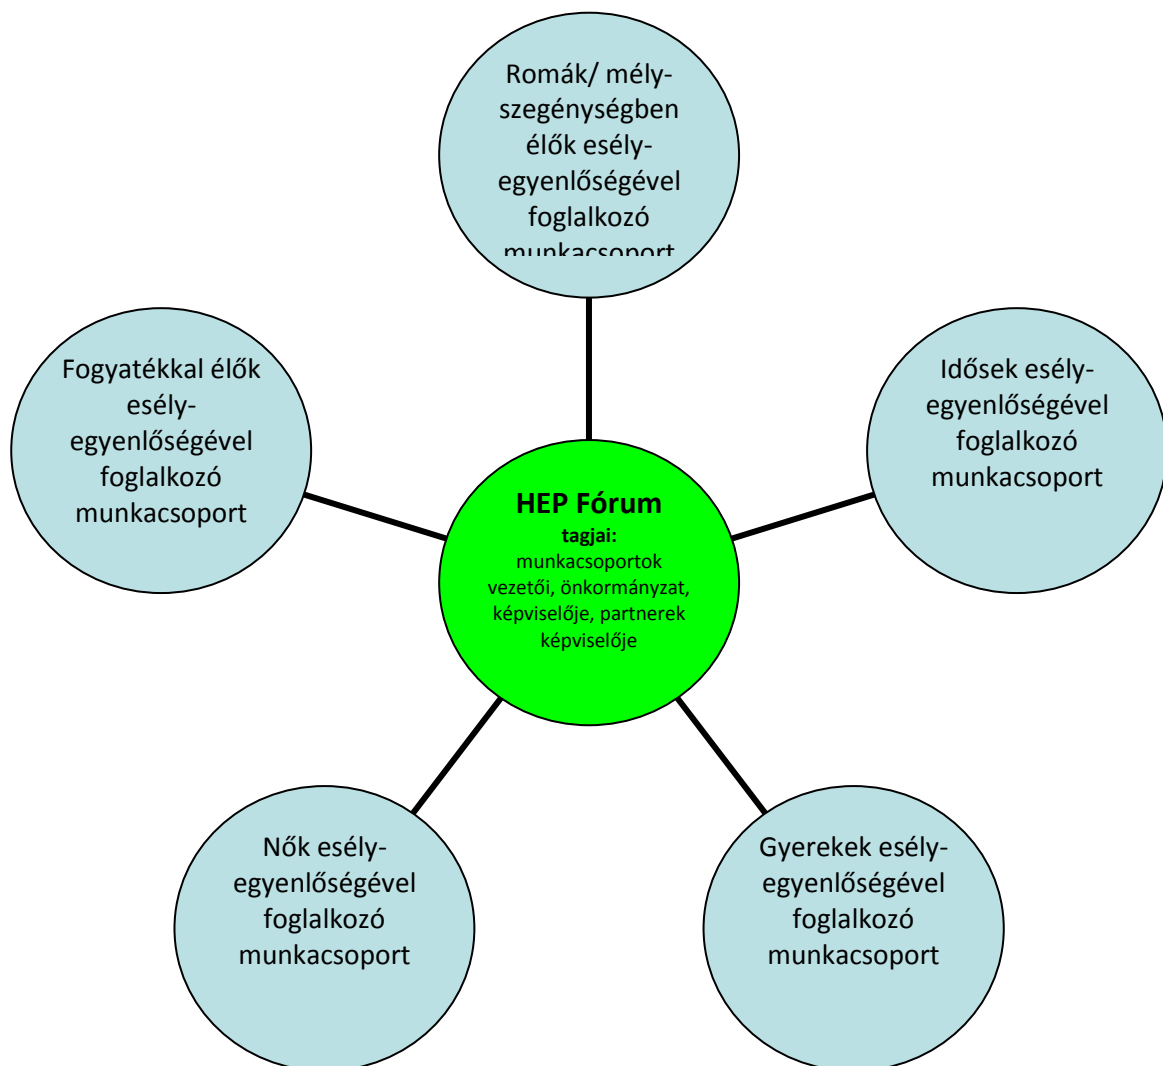 Romák/ mély-
szegénységben
élők esély-
egyenlőségével
foglalkozó
munkacsoport
Fogyatékkal élők
esély-
egyenlőségével
foglalkozó
munkacsoport
Idősek esély-
egyenlőségével
foglalkozó
munkacsoport
HEP Fórum
tagjai:
munkacsoportok
vezetői, önkormányzat,
képviselője, partnerek
képviselője
Nők esély-
egyenlőségével
foglalkozó
munkacsoport
Gyerekek esély-
egyenlőségével
foglalkozó
munkacsoport